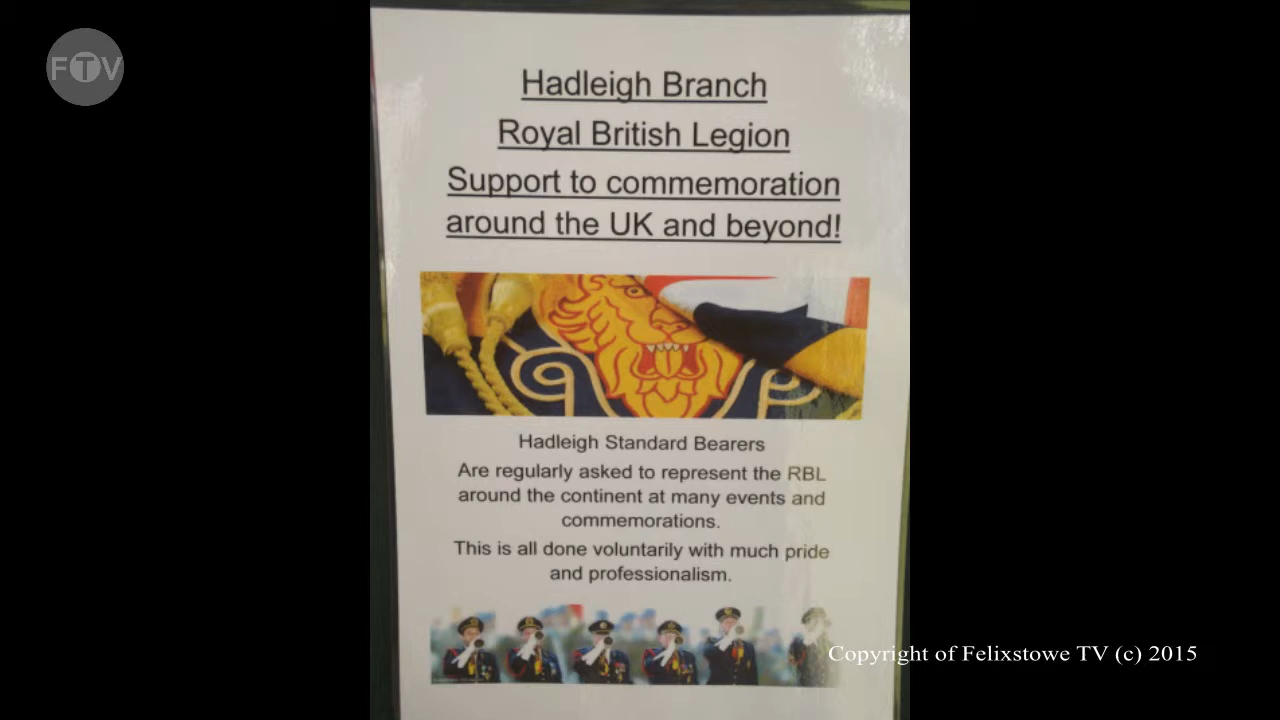 FTV
Hadleigh Branch
Royal British Legion
Support to commemoration
around the UK and beyond!
Hadleigh Standard Bearers
Are regularly asked to represent the RBL
around the continent at many events and
commemorations.
This is all done voluntarily with much pride
and professionalism.
Copyright of Felixstowe TV (c) 2015